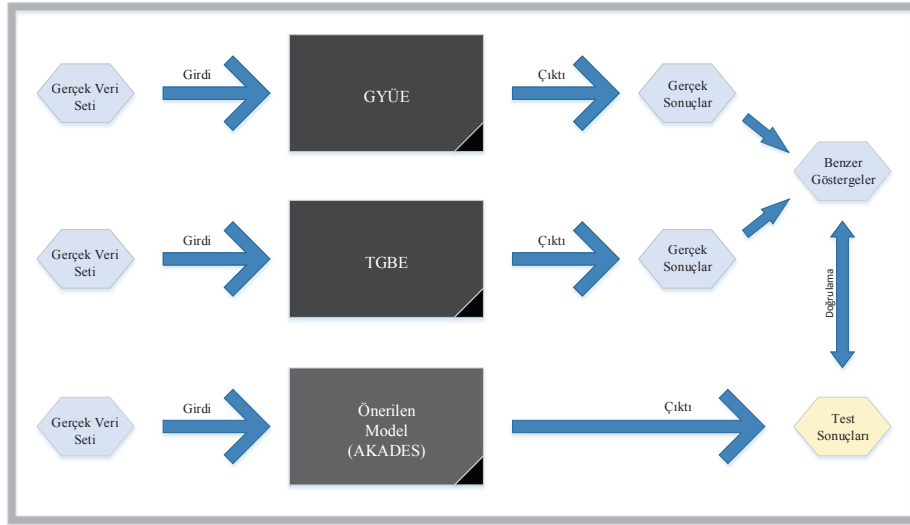 Gerçek Veri
Seti
Girdi
GYÜE
Çıktı
Gerçek
Sonuçlar
Benzer
Göstergeler
Gerçek Veri
Seti
Girdi
TGBE
Çıktı
Gerçek
Sonuçlar
Doğrulama
Gerçek Veri
Seti
Girdi
Önerilen
Model
(AKADES)
Çıktı
Test
Sonuçları